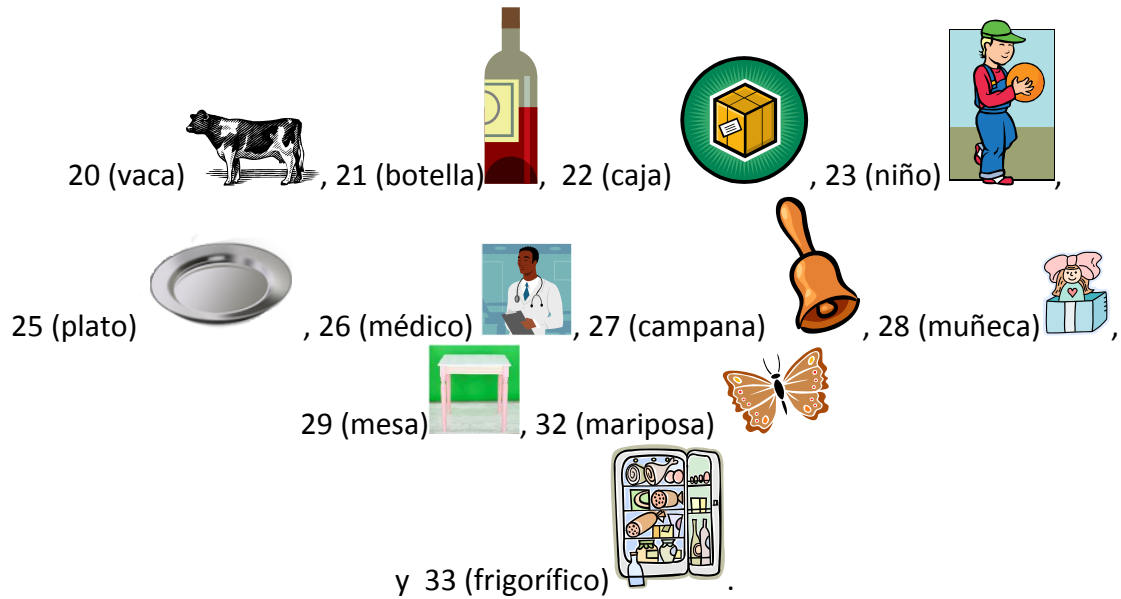 20 (vaca) , 21 (botella) , 22 (caja) , 23 (niño) ,
25 (plato) , 26 (médico) , 27 (campana) , 28 (muñeca) ,
29 (mesa) , 32 (mariposa)
y 33 (frigorífico) .